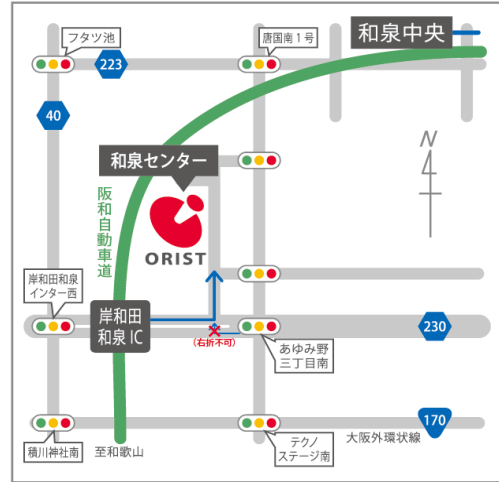 フタツ池
唐国南1号
和泉中央
223
40
N
和泉センター
阪和自動車道
ORIST
岸和田和泉
インター西
岸和田
和泉IC
(右折不可)
あゆみ野
三丁目南
230
積川神社南
至和歌山
テクノ
ステージ南
大阪外環状線
170